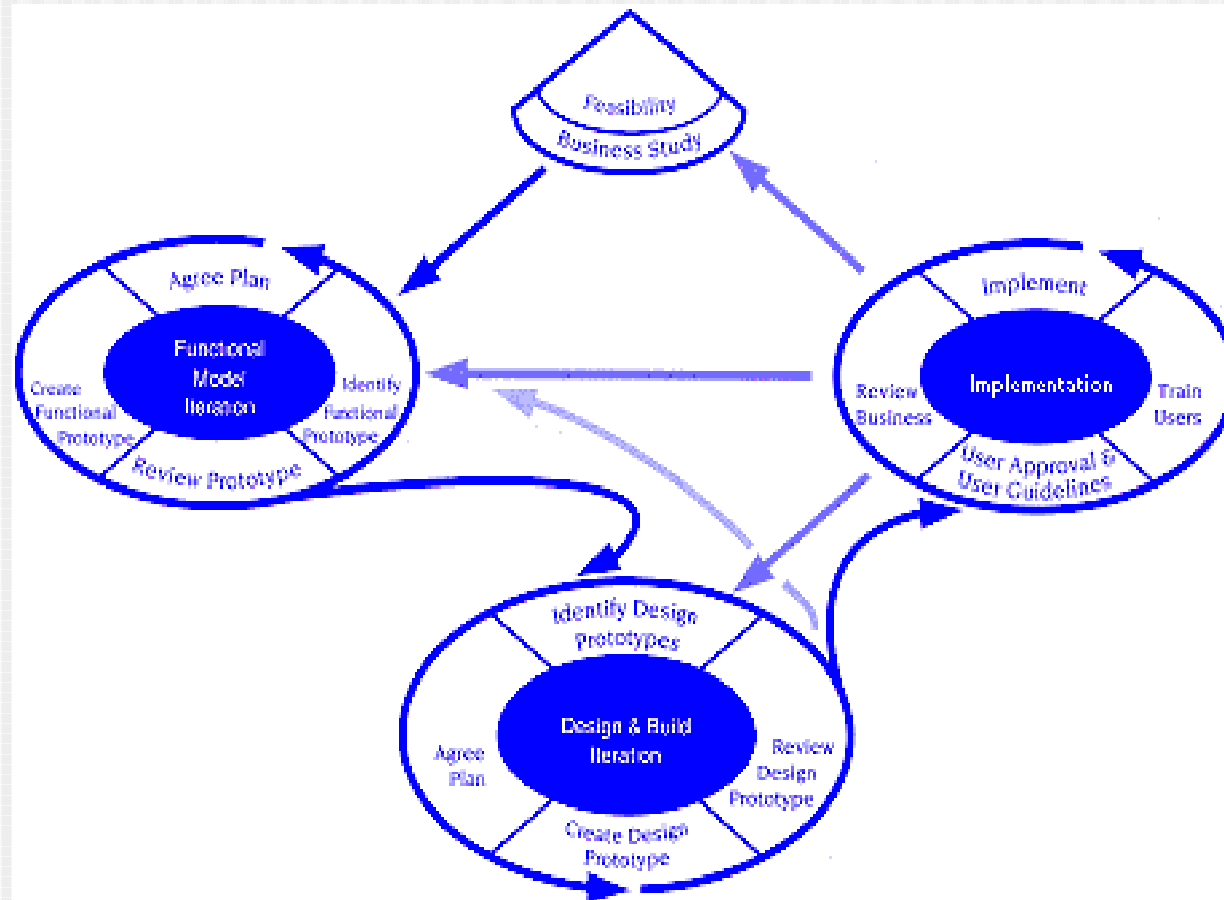 Feasibility
Business Study
Agree Plan
Functional
Model
Iteration
Create
Functional
Prototype
Identify
Functional
Prototype
Review Prototype
Implement
Implementation
Review
Business
Train
Users
User Approval &
User Guidelines
Identify Design
Prototypes
Design & Build
Iteration
Agree
Plan
Review
Design
Prototype
Create Design
Prototype